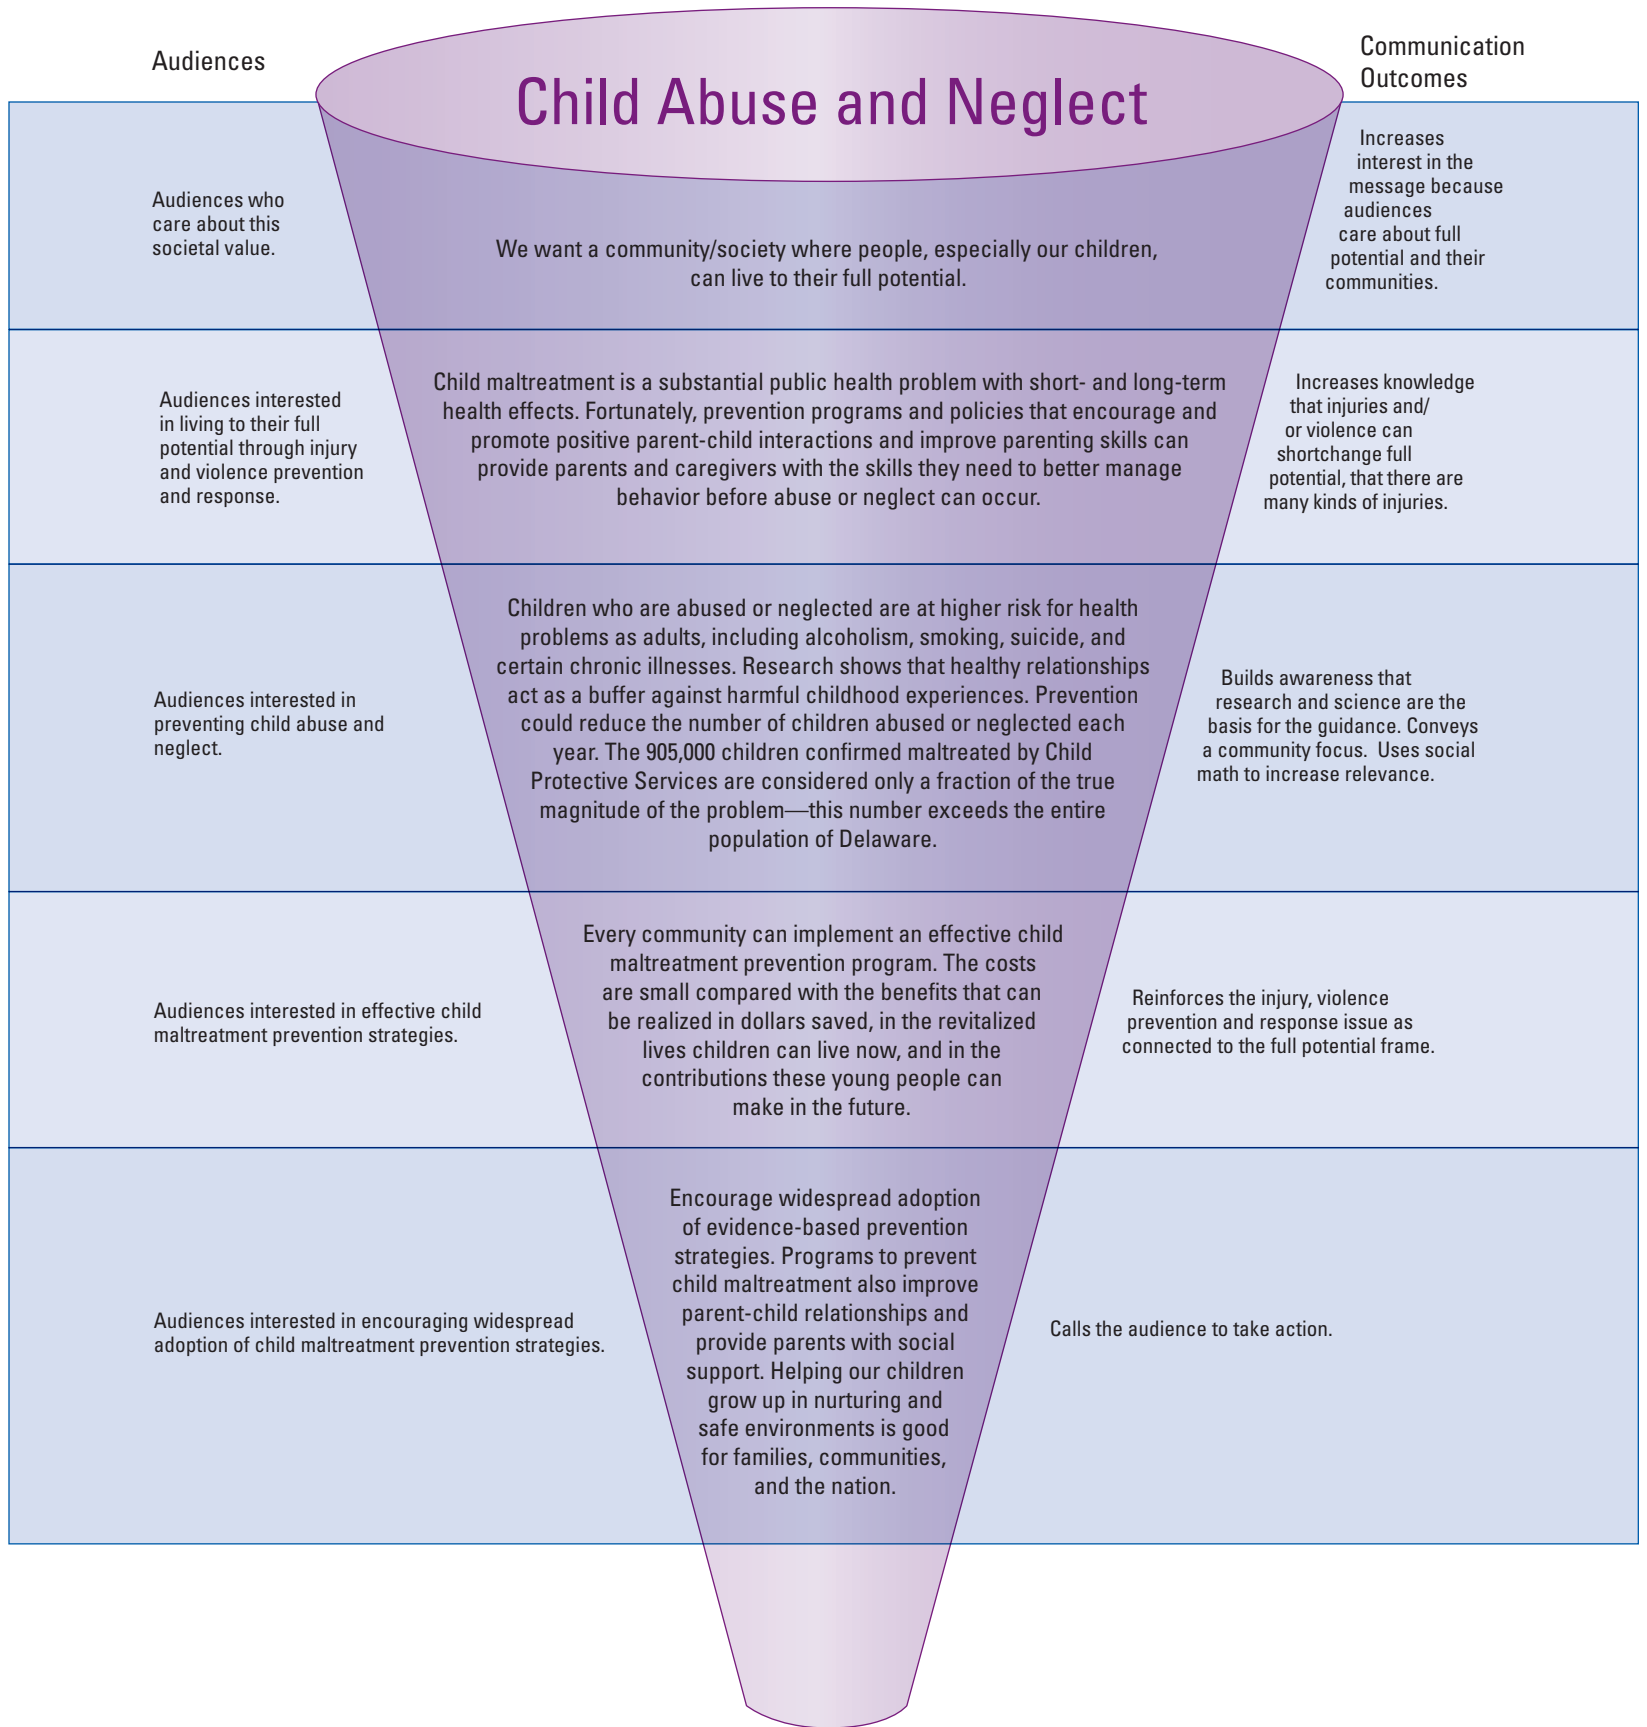 Audiences
Communication
Outcomes
Child Abuse and Neglect
Audiences who
care about this
societal value.
We want a community/society where people, especially our children,
can live to their full potential.
Increases
interest in the
message because
audiences
care about full
potential and their
communities.
Audiences interested
in living to their full
potential through injury
and violence prevention
and response.
Child maltreatment is a substantial public health problem with short- and long-term
health effects. Fortunately, prevention programs and policies that encourage and
promote positive parent-child interactions and improve parenting skills can
provide parents and caregivers with the skills they need to better manage
behavior before abuse or neglect can occur.
Increases knowledge
that injuries and/
or violence can
shortchange full
potential, that there are
many kinds of injuries.
Audiences interested in
preventing child abuse and
neglect.
Children who are abused or neglected are at higher risk for health
problems as adults, including alcoholism, smoking, suicide, and
certain chronic illnesses. Research shows that healthy relationships
act as a buffer against harmful childhood experiences. Prevention
could reduce the number of children abused or neglected each
year. The 905,000 children confirmed maltreated by Child
Protective Services are considered only a fraction of the true
magnitude of the problem—this number exceeds the entire
population of Delaware.
Builds awareness that
research and science are the
basis for the guidance. Conveys
a community focus. Uses social
math to increase relevance.
Audiences interested in effective child
maltreatment prevention strategies.
Every community can implement an effective child
maltreatment prevention program. The costs
are small compared with the benefits that can
be realized in dollars saved, in the revitalized
lives children can live now, and in the
contributions these young people can
make in the future.
Reinforces the injury, violence
prevention and response issue as
connected to the full potential frame.
Audiences interested in encouraging widespread
adoption of child maltreatment prevention strategies.
Encourage widespread adoption
of evidence-based prevention
strategies. Programs to prevent
child maltreatment also improve
parent-child relationships and
provide parents with social
support. Helping our children
grow up in nurturing and
safe environments is good
for families, communities,
and the nation.
Calls the audience to take action.